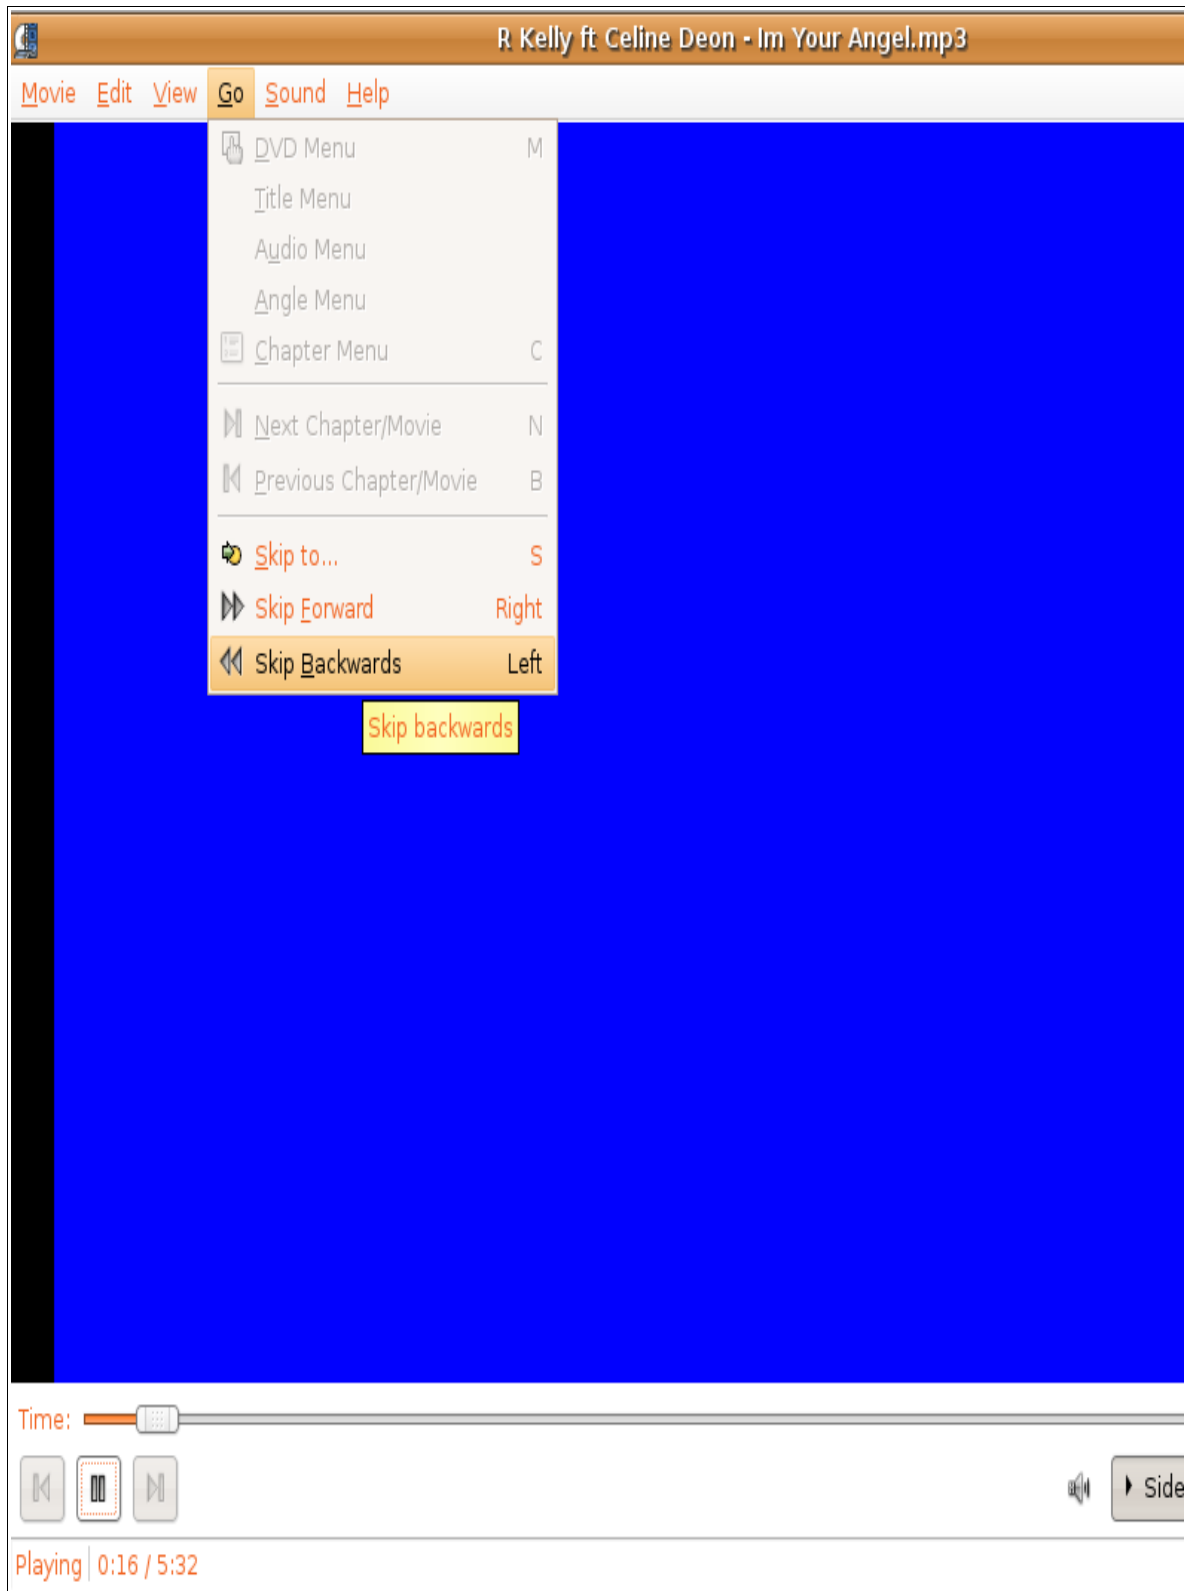 R Kelly ft Celine Deon - Im Your Angel.mp3
Movie Edit View Go Sound Help
DVD Menu M
Title Menu
Audio Menu
Angle Menu
Chapter Menu C
Next Chapter/Movie N
Previous Chapter/Movie B
Skip to... S
Skip Forward Right
Skip Backwards Left
Skip backwards
Time:
Side
Playing 0:16 / 5:32